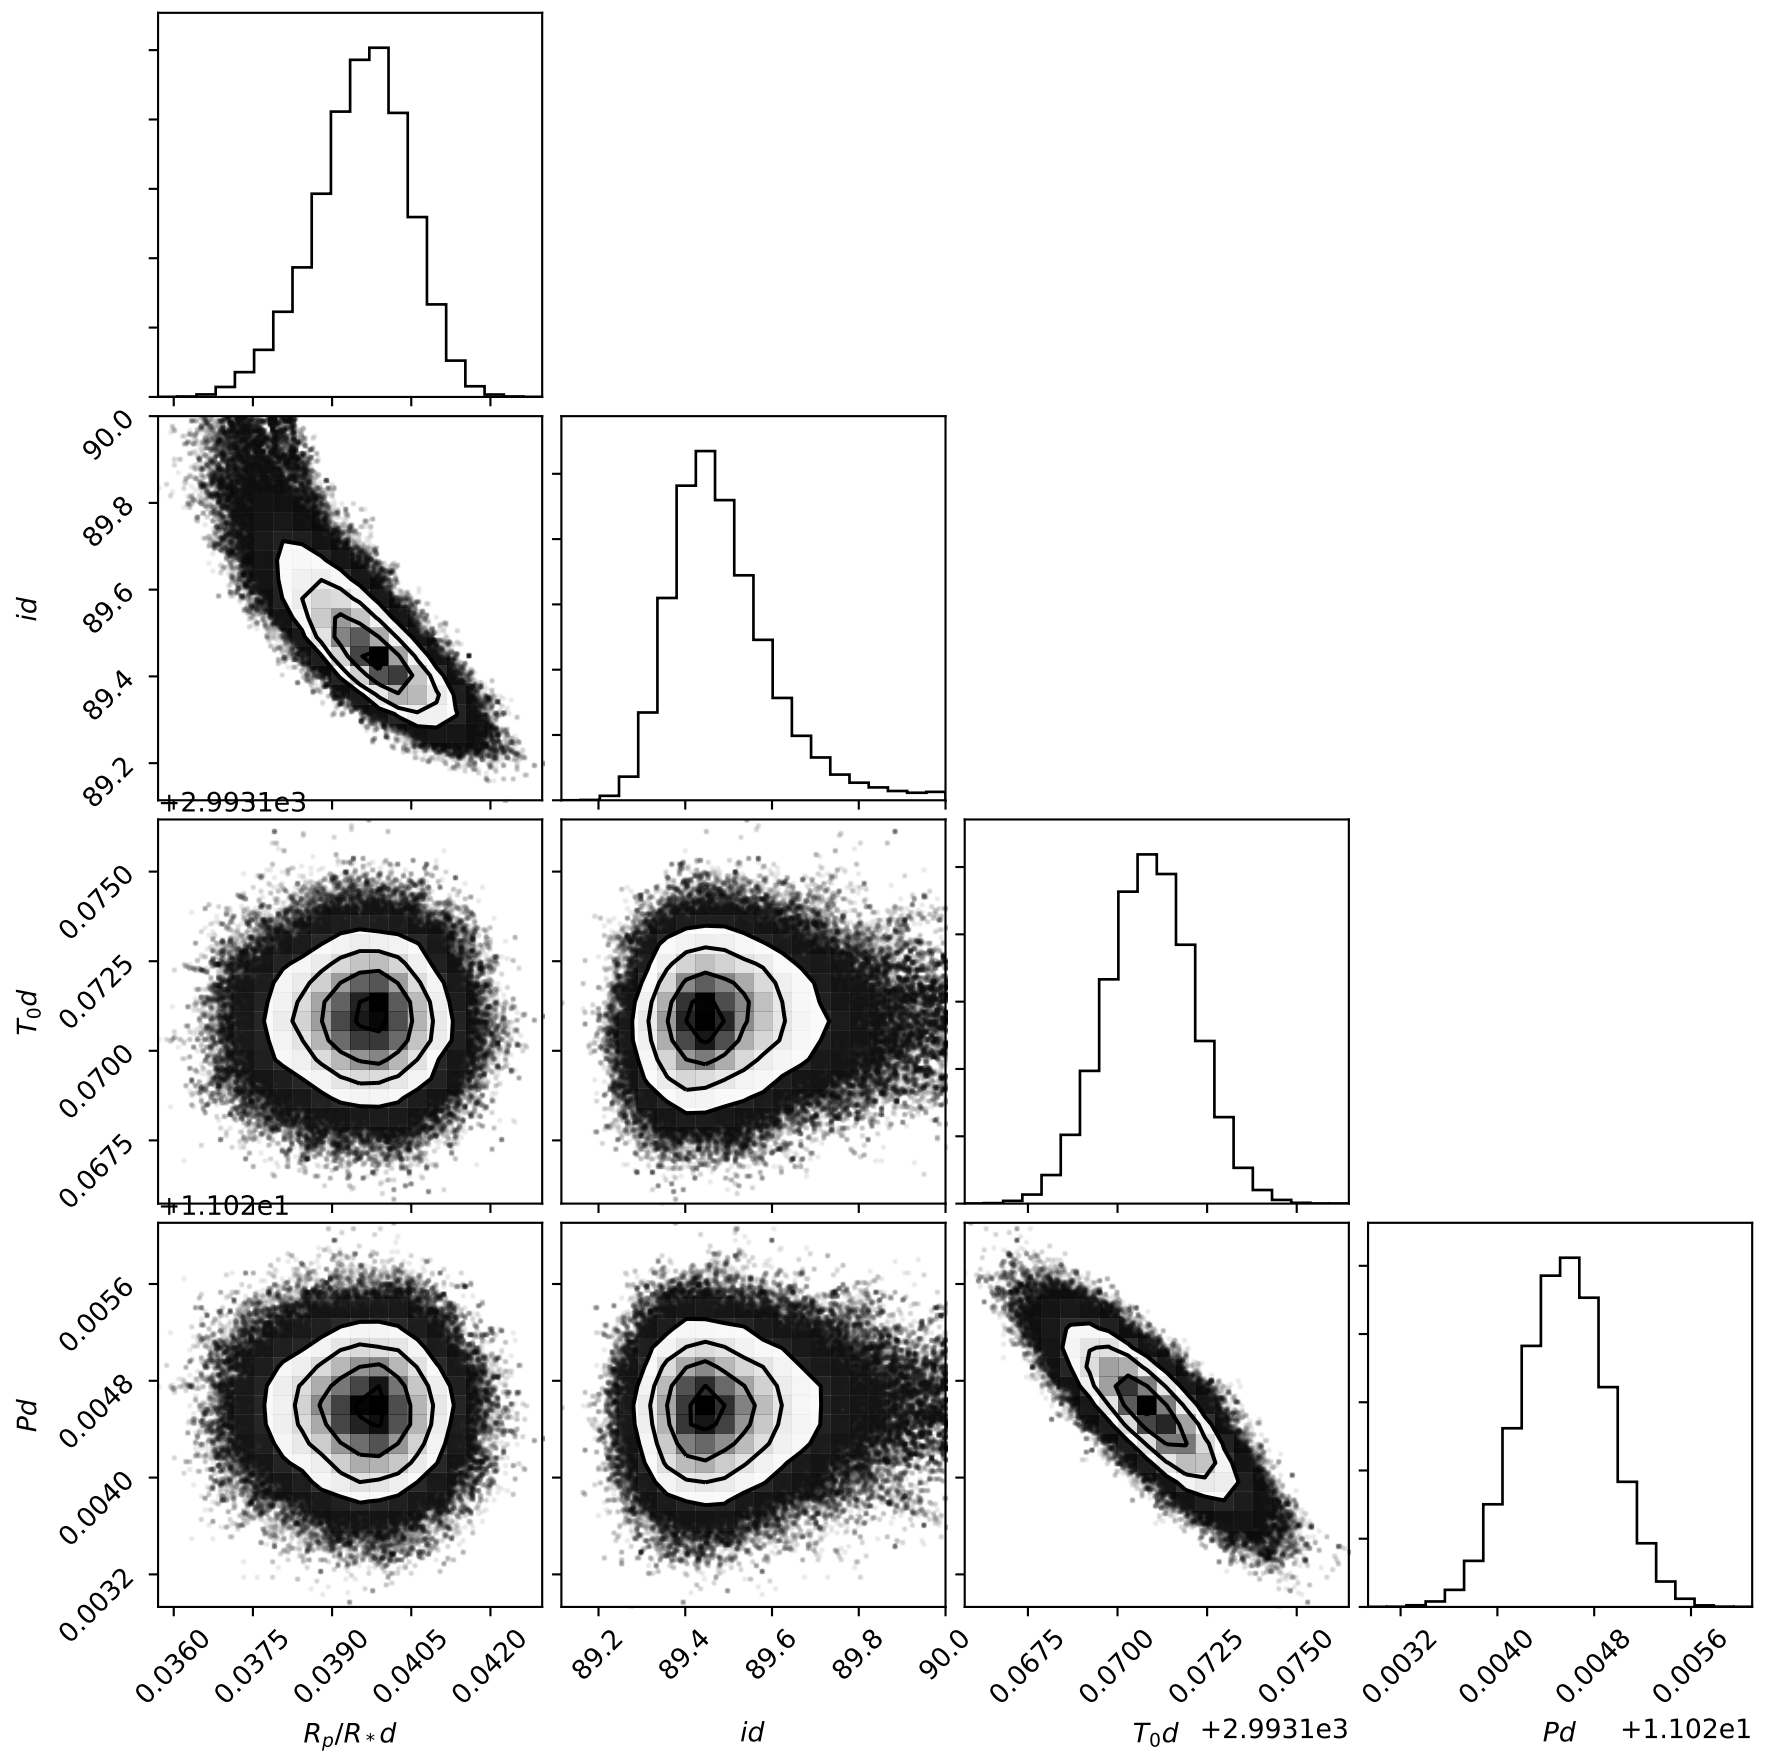 90.0
89.8
89.6
89.4
89.2
id
+2.9931e3
0.0750
0.0725
0.0700
0.0675
T₀d
+1.102e1
0.0056
0.0048
0.0040
0.0032
Pd
0.0360 0.0375 0.0390 0.0405 0.0420
89.2 89.4 89.6 89.8 90.0
0.0675 0.0700 0.0725 0.0750
0.0032 0.0040 0.0048 0.0056
Rₚ/R*d
id
T₀d +2.9931e3
Pd +1.102e1